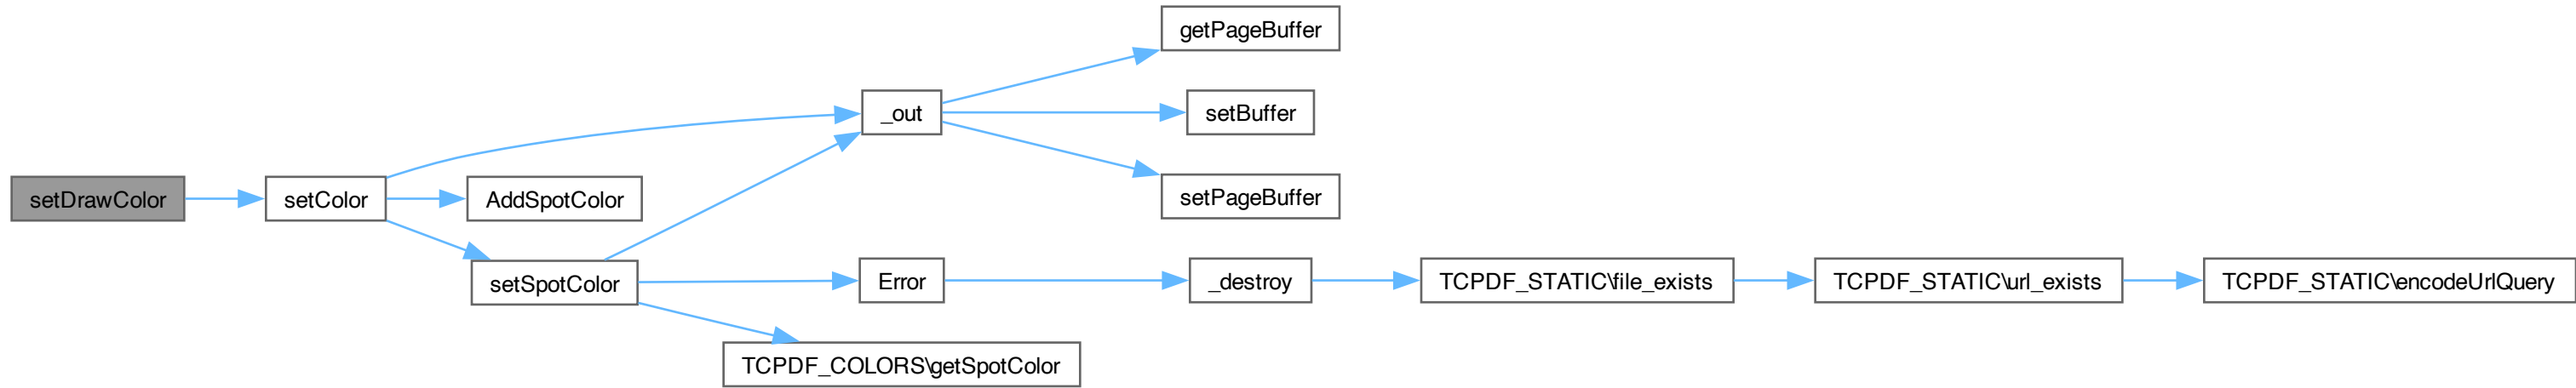 setDrawColor
setColor
_out
AddSpotColor
setSpotColor
getPageBuffer
setBuffer
setPageBuffer
Error
_destroy
TCPDF_STATIC\file_exists
TCPDF_STATIC\url_exists
TCPDF_STATIC\encodeUrlQuery
TCPDF_COLORS\getSpotColor